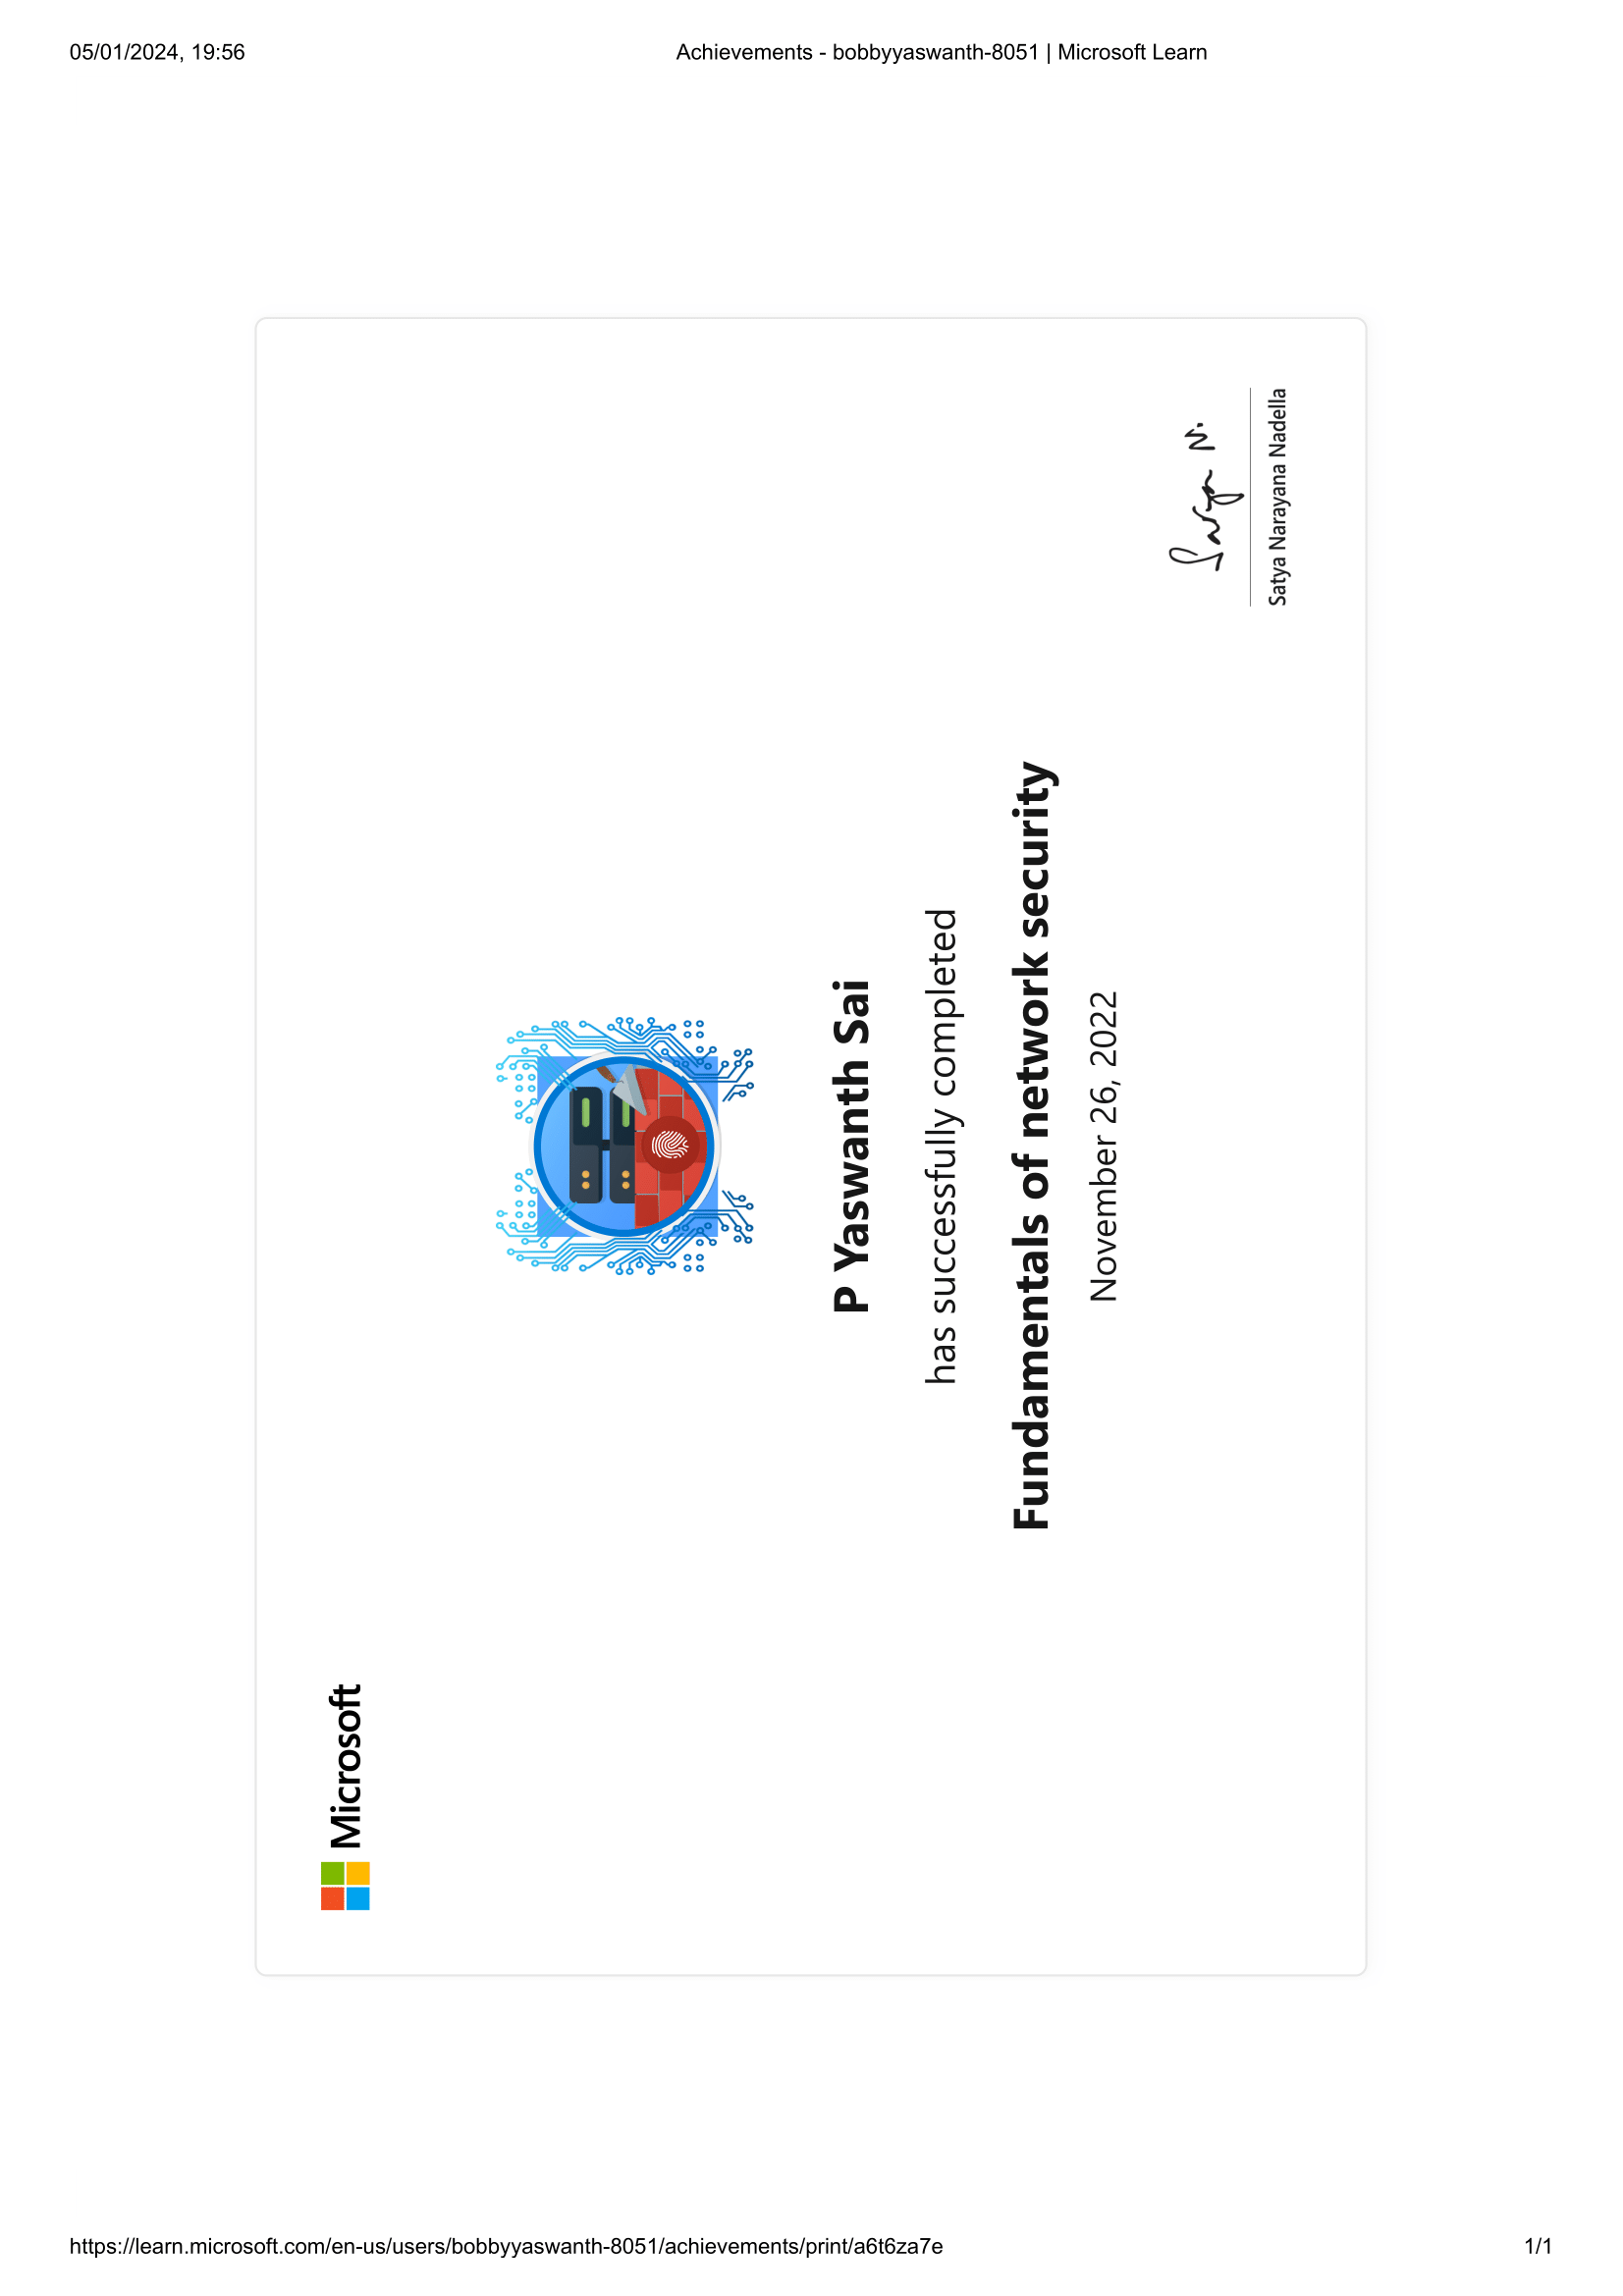 05/01/2024, 19:56
Achievements - bobbyyaswanth-8051 | Microsoft Learn
Microsoft
P Yaswanth Sai
has successfully completed
Fundamentals of network security
November 26, 2022
Satya N.
Satya Narayana Nadella
https://learn.microsoft.com/en-us/users/bobbyyaswanth-8051/achievements/print/a6t6za7e
1/1